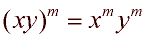 (xy)^m = x^m y^m